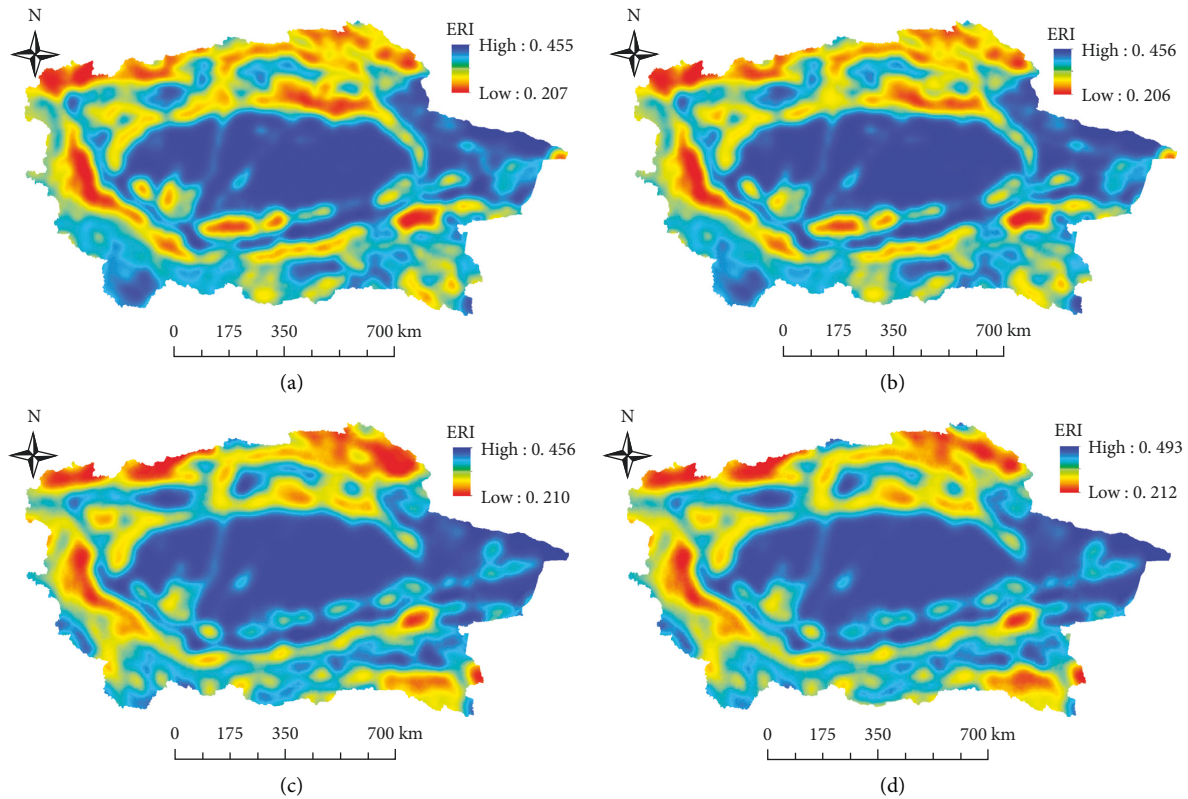 N
ERI
High : 0. 455
Low : 0. 207
0 175 350 700 km
(a)
N
ERI
High : 0. 456
Low : 0. 206
0 175 350 700 km
(b)
N
ERI
High : 0. 456
Low : 0. 210
0 175 350 700 km
(c)
N
ERI
High : 0. 493
Low : 0. 212
0 175 350 700 km
(d)